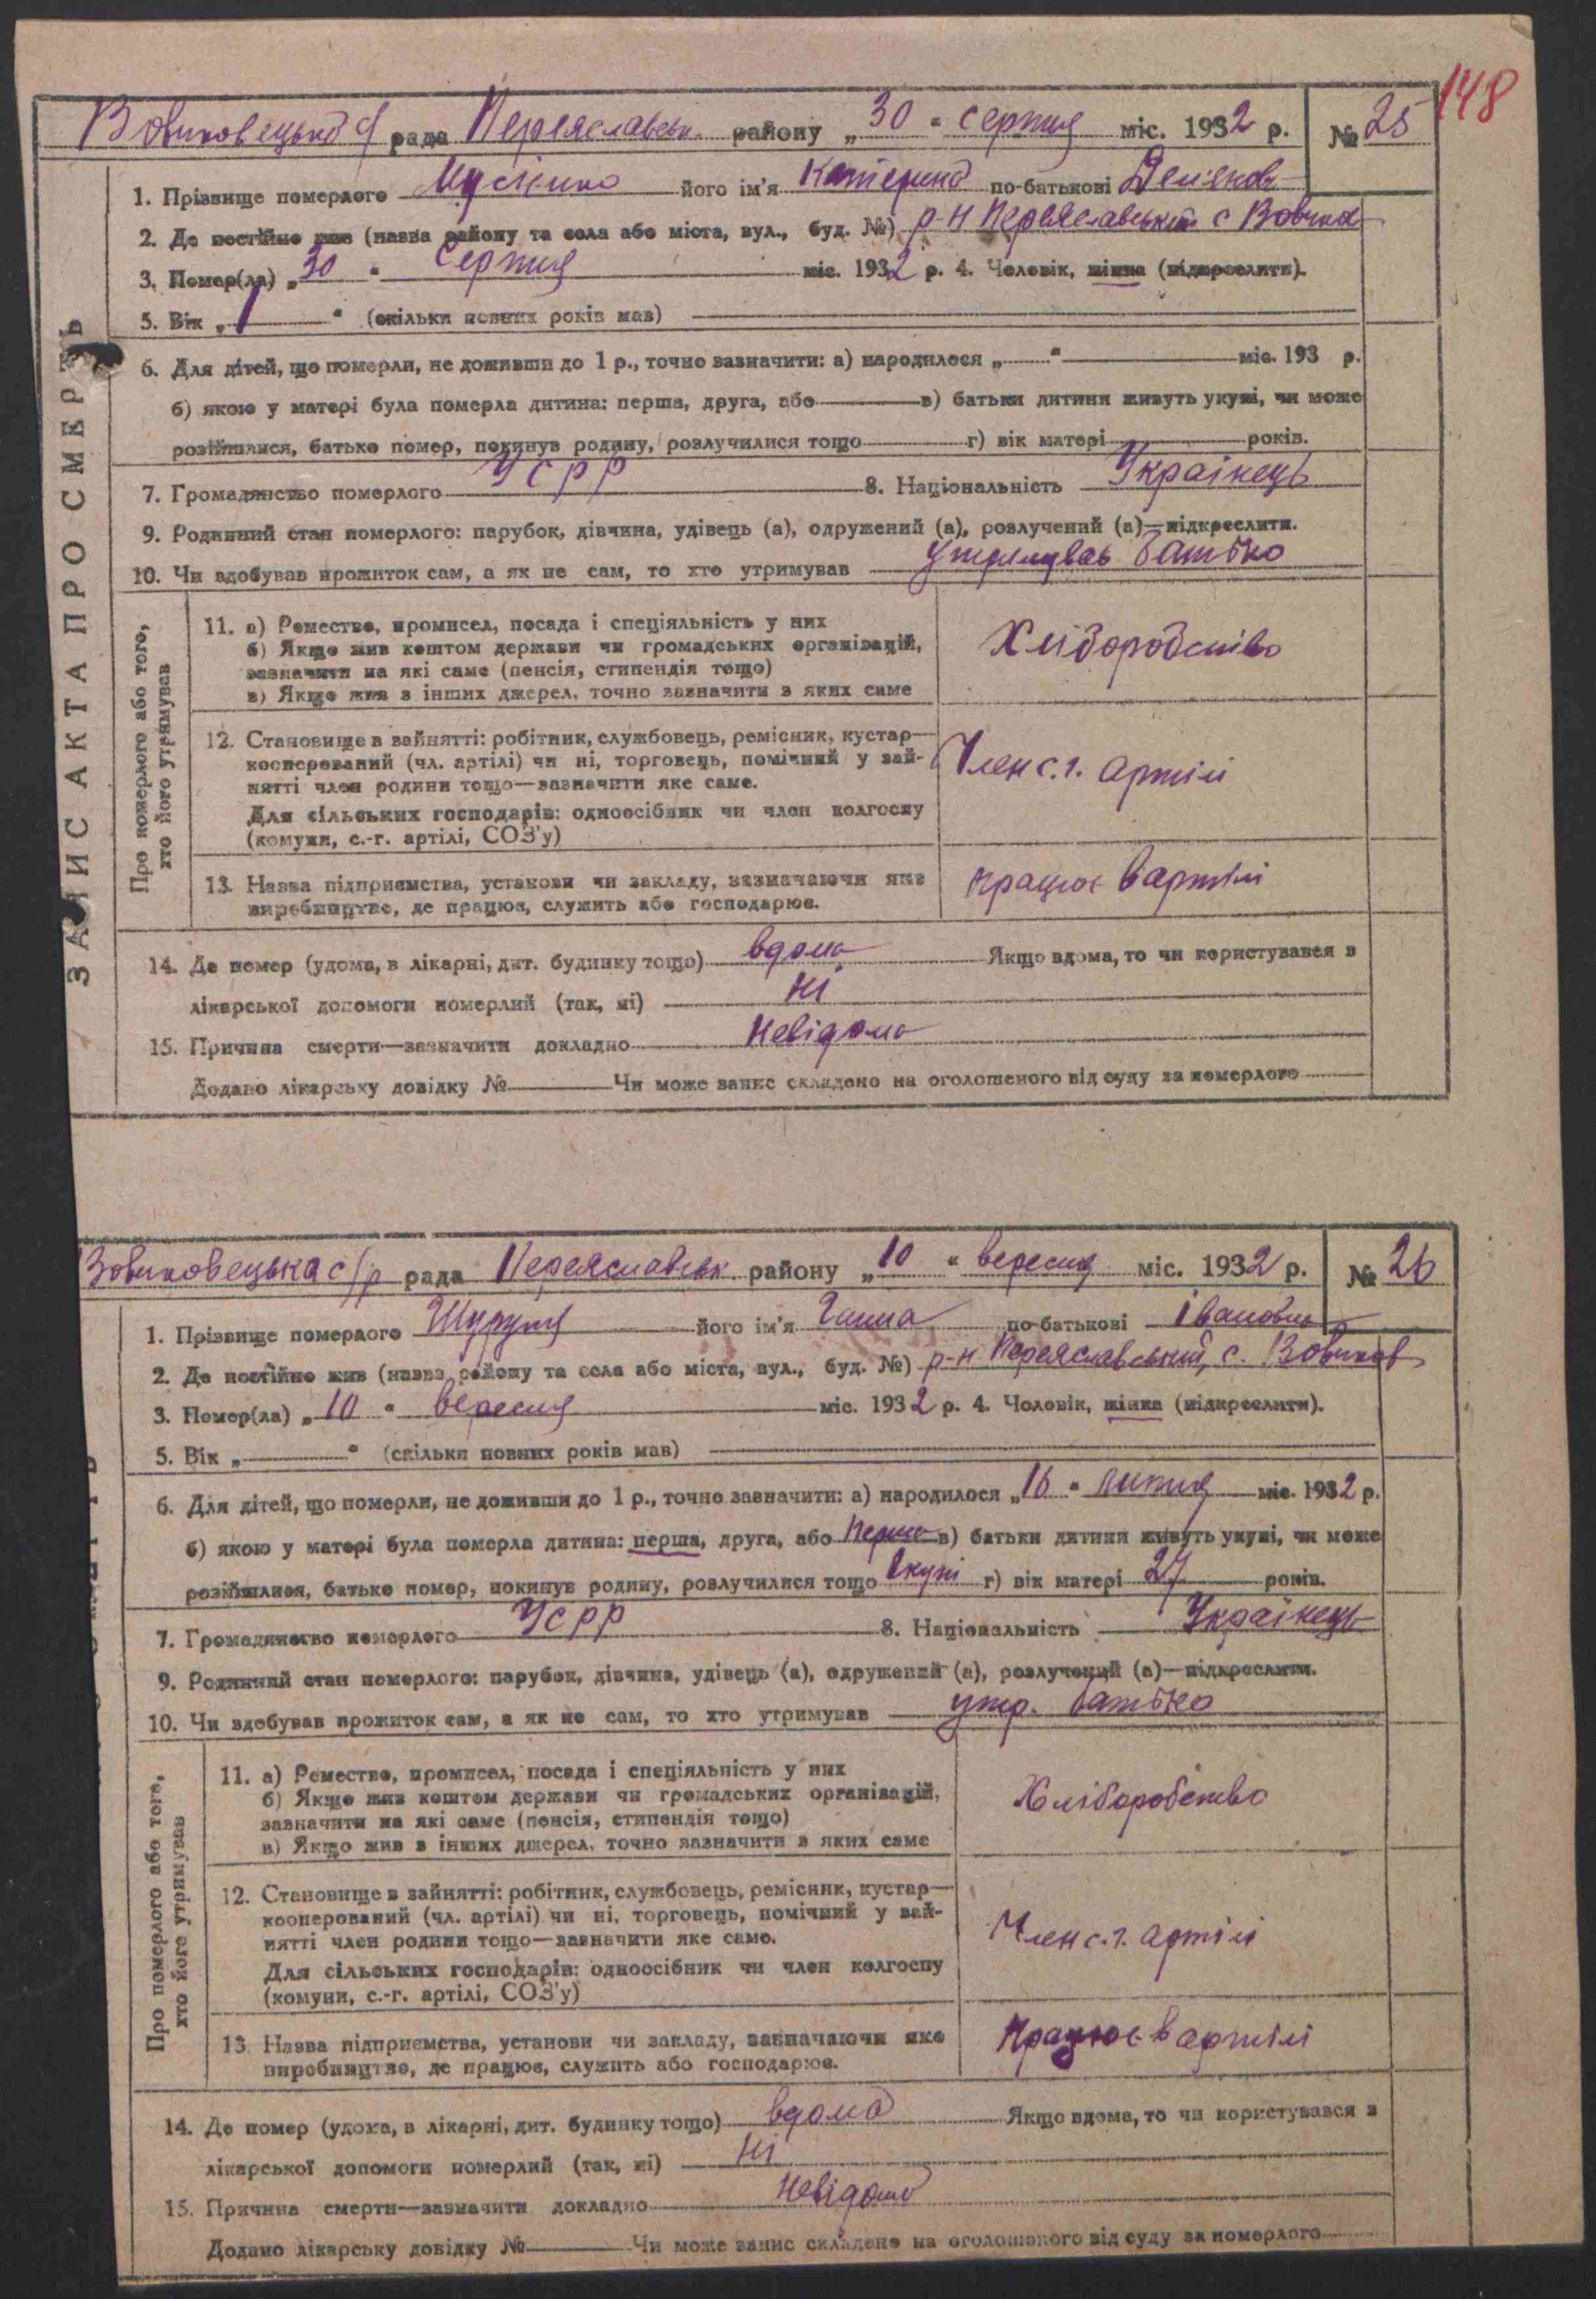 148
Вовчковецька с/р рада Переяславськ. району „30“ серпня міс. 1932 р. № 25
1. Прізвище померлого його ім'я Катерина по-батькові Демянов
2. Де постійно жив (назва району та села або міста, вул., буд. №) р-н Переяславський с Вовчков
3. Помер(ла) „30“ серпня міс. 1932 р. 4. Чоловік, жінка (підкреслити).
5. Вік „1“ (скільки повних років мав)
6. Для дітей, що померли, не доживши до 1 р., точно зазначити: а) народилося „ “ міс. 193 р.
б) якою у матері була померла дитина: перша, друга, або в) батьки дитини живуть укупі, чи може
розійшлися, батько помер, покинув родину, розлучилися тощо г) вік матері років.
7. Громадянство померлого УСРР 8. Національність Українець
9. Родинний стан померлого: парубок, дівчина, удівець (а), одружений (а), розлучений (а)—підкреслити.
10. Чи здобував прожиток сам, а як не сам, то хто утримував утримував батько
Про померлого або того, хто його утримував
11. а) Ремество, промисел, посада і спеціяльність у них
б) Якщо жив коштом держави чи громадських організацій,
зазначити на які саме (пенсія, стипендія тощо)
в) Якщо жив з інших джерел, точно зазначити з яких саме
Хліборобство
12. Становище в зайнятті: робітник, службовець, ремісник, кустар—
кооперований (чл. артілі) чи ні, торговець, помічний у зай-
нятті член родини тощо—зазначити яке саме.
Для сільських господарів: одноосібник чи член колгоспу
(комуни, с.-г. артілі, СОЗ'у)
Член с.г. артілі
13. Назва підприємства, установи чи закладу, зазначаючи яке
виробництво, де працює, служить або господарює.
працює в артілі
14. Де помер (удома, в лікарні, дит. будинку тощо) вдома Якщо вдома, то чи користувався з
лікарської допомоги померлий (так, ні) ні
15. Причина смерти—зазначити докладно Невідома
Додано лікарську довідку № Чи може запис складено на оголошеного від суду за померлого
ЗАПИС АКТА ПРО СМЕРТЬ
Вовчковецька с/р рада Переяславськ району „10“ вересня міс. 1932 р. № 26
1. Прізвище померлого Шуруля його ім'я Ганна по-батькові Івановна
2. Де постійно жив (назва району та села або міста, вул., буд. №) р-н Переяславський, с. Вовчков
3. Помер(ла) „10“ вересня міс. 1932 р. 4. Чоловік, жінка (підкреслити).
5. Вік „ “ (скільки повних років мав)
6. Для дітей, що померли, не доживши до 1 р., точно зазначити: а) народилося „16“ липня міс. 1932 р.
б) якою у матері була померла дитина: перша, друга, або перша в) батьки дитини живуть укупі, чи може
розійшлися, батько помер, покинув родину, розлучилися тощо Вкупі г) вік матері 27 років.
7. Громадянство померлого УСРР 8. Національність Українець
9. Родинний стан померлого: парубок, дівчина, удівець (а), одружений (а), розлучений (а)—підкреслити.
10. Чи здобував прожиток сам, а як не сам, то хто утримував утр. батько
Про померлого або того, хто його утримував
11. а) Ремество, промисел, посада і спеціяльність у них
б) Якщо жив коштом держави чи громадських організацій,
зазначити на які саме (пенсія, стипендія тощо)
в) Якщо жив з інших джерел, точно зазначити з яких саме
Хліборобство
12. Становище в зайнятті: робітник, службовець, ремісник, кустар—
кооперований (чл. артілі) чи ні, торговець, помічний у зай-
нятті член родини тощо—зазначити яке саме.
Для сільських господарів: одноосібник чи член колгоспу
(комуни, с.-г. артілі, СОЗ'у)
Член с.г. артілі
13. Назва підприємства, установи чи закладу, зазначаючи яке
виробництво, де працює, служить або господарює.
Працює в артілі
14. Де помер (удома, в лікарні, дит. будинку тощо) вдома Якщо вдома, то чи користувався з
лікарської допомоги померлий (так, ні) ні
15. Причина смерти—зазначити докладно Невідома
Додано лікарську довідку № Чи може запис складено на оголошеного від суду за померлого